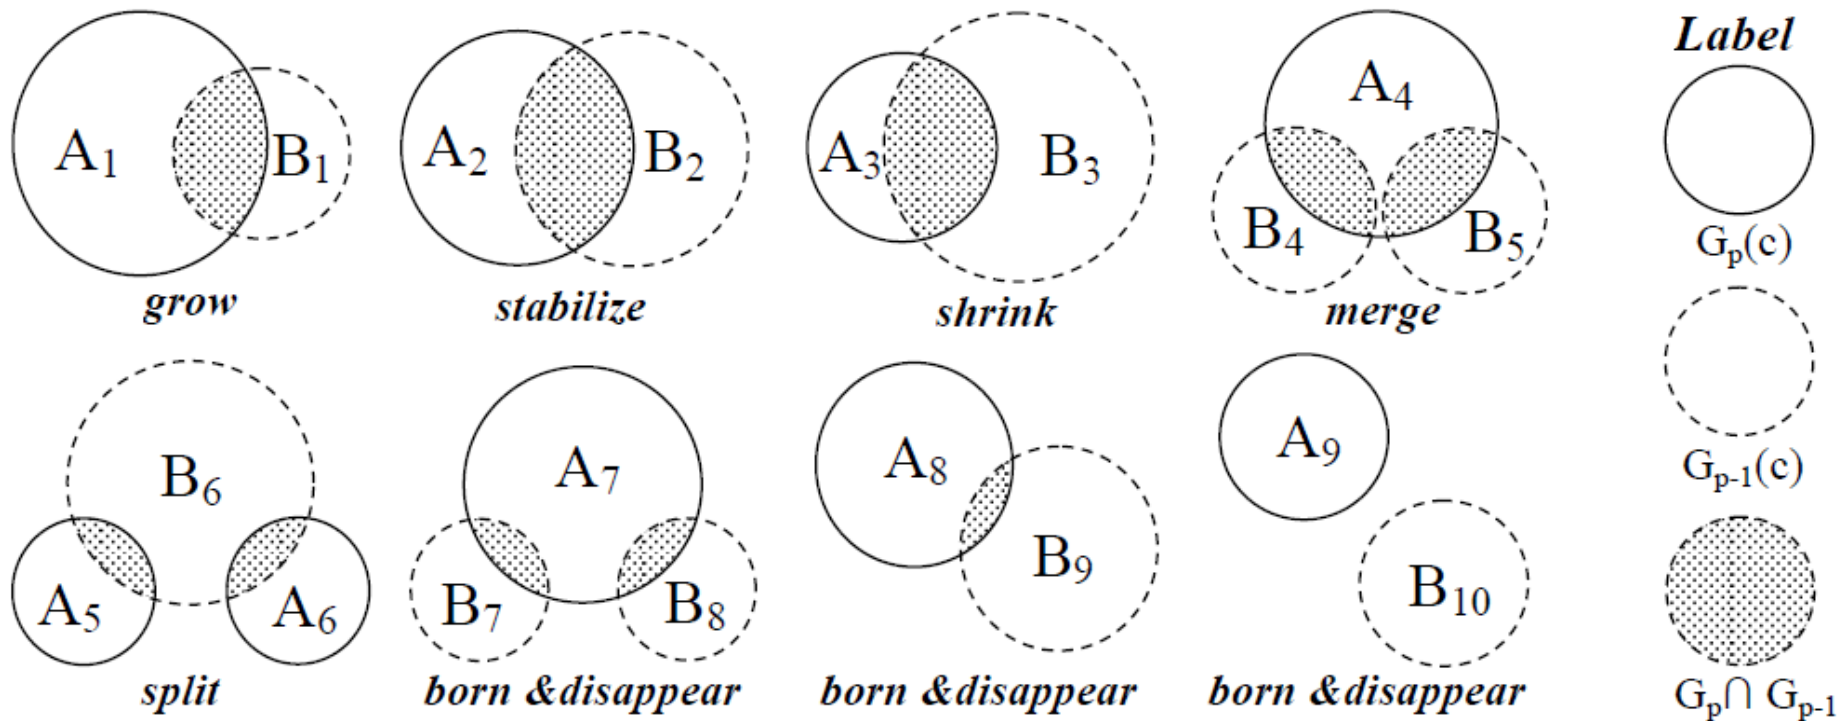 A1 B1
grow
A2 B2
stabilize
A3 B3
shrink
A4
B4 B5
merge
B6
A5 A6
split
A7
B7 B8
born &disappear
A8
B9
born &disappear
A9
B10
born &disappear
Label
Gp(c)
Gp-1(c)
Gp∩ Gp-1